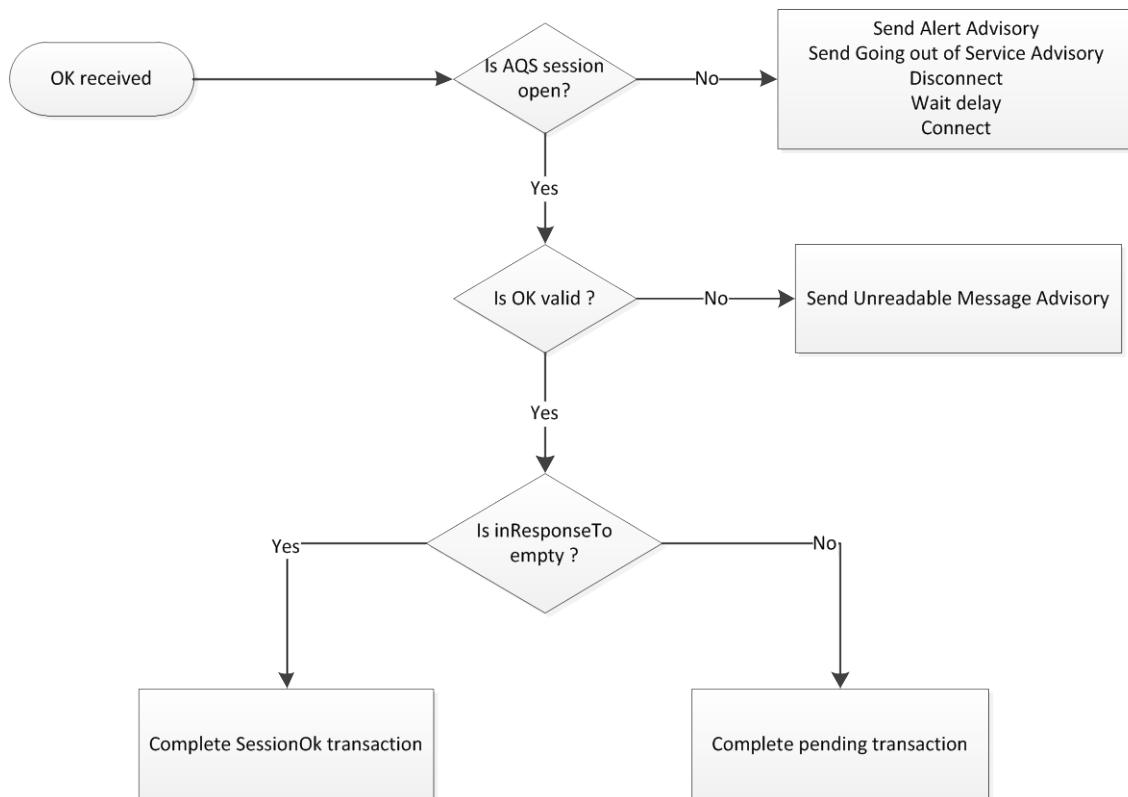 OK received
Is AQS session
open?
No
Send Alert Advisory
Send Going out of Service Advisory
Disconnect
Wait delay
Connect
Yes
Is OK valid ?
No
Send Unreadable Message Advisory
Yes
Is inResponseTo
empty ?
Yes
No
Complete SessionOk transaction
Complete pending transaction